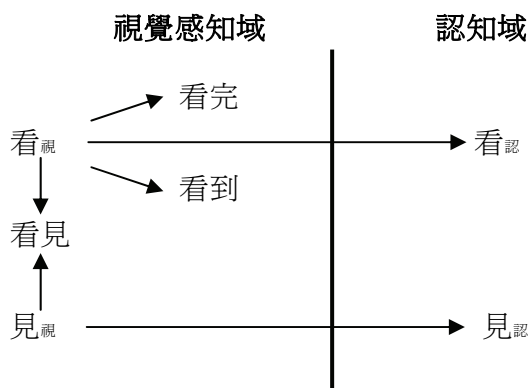 視覺感知域 認知域
看完
看視 看認
看到
看見
見視 見認